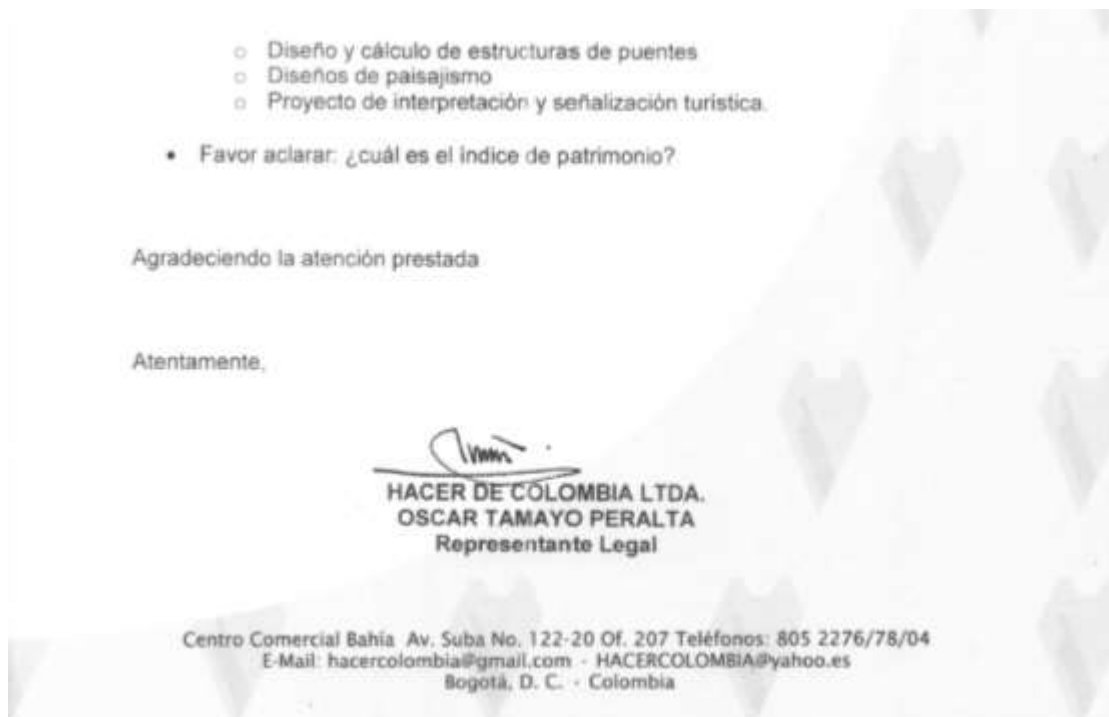 ○ Diseño y cálculo de estructuras de puentes
○ Diseños de paisajismo
○ Proyecto de interpretación y señalización turística.
• Favor aclarar: ¿cuál es el índice de patrimonio?
Agradeciendo la atención prestada
Atentamente,
HACER DE COLOMBIA LTDA.
OSCAR TAMAYO PERALTA
Representante Legal
Centro Comercial Bahía Av. Suba No. 122-20 Of. 207 Teléfonos: 805 2276/78/04
E-Mail: hacercolombia@gmail.com - HACERCOLOMBIA@yahoo.es
Bogotá, D. C. - Colombia